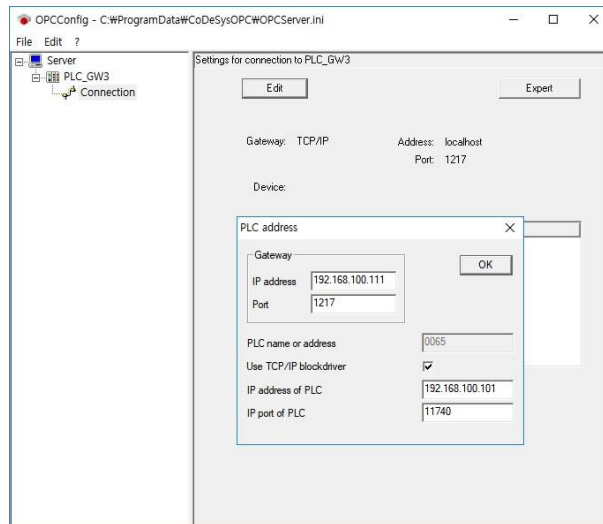 OPCConfig - C:₩ProgramData₩CoDeSysOPC₩OPCServer.ini
File Edit ?
Server
PLC_GW3
Connection
Settings for connection to PLC_GW3
Edit
Expert
Gateway: TCP/IP
Address: localhost
Port: 1217
Device:
PLC address
Gateway
IP address 192.168.100.111
Port 1217
OK
PLC name or address 0065
Use TCP/IP blockdriver
IP address of PLC 192.168.100.101
IP port of PLC 11740